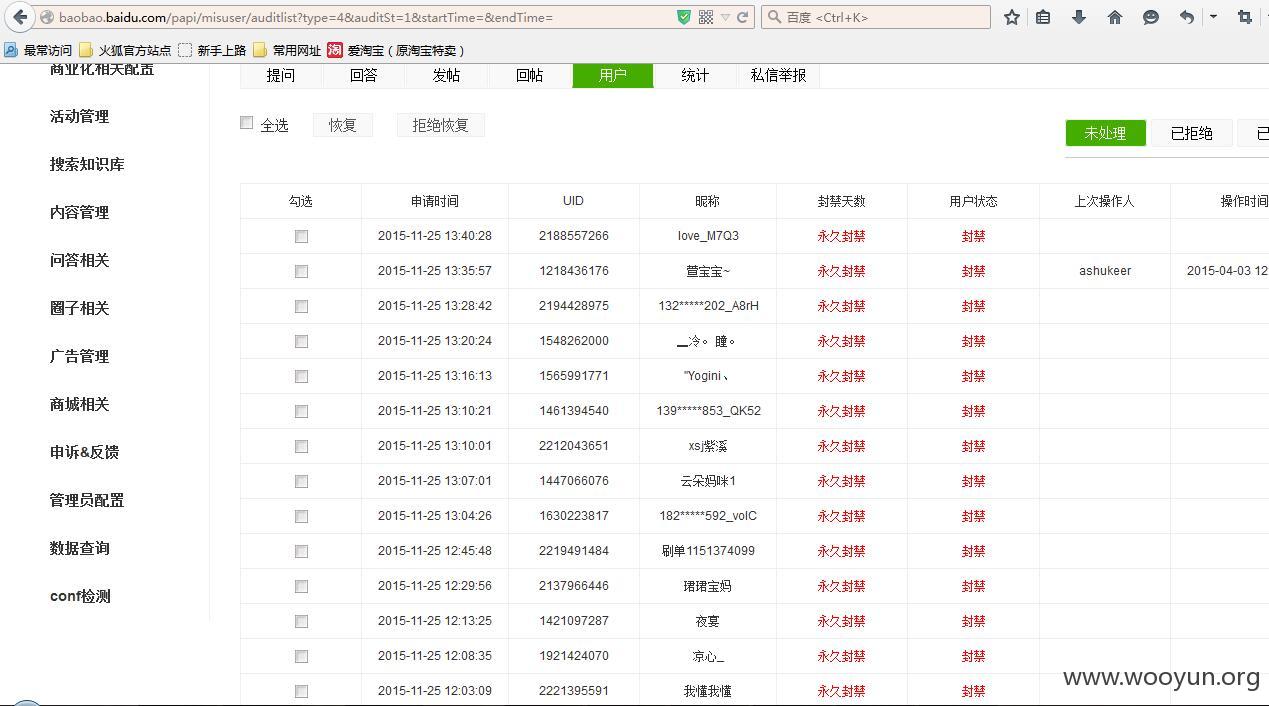 baobao.baidu.com/papi/misuser/auditlist?type=4&auditSt=1&startTime=&endTime=
百度 <Ctrl+K>
最常访问 火狐官方站点 新手上路 常用网址 淘 爱淘宝（原淘宝特卖）
商业化相关配置
提问 回答 发帖 回帖 用户 统计 私信举报
活动管理
全选 恢复 拒绝恢复
未处理 已拒绝 已
搜索知识库
内容管理
问答相关
圈子相关
广告管理
商城相关
申诉&反馈
管理员配置
数据查询
conf检测
勾选 申请时间 UID 昵称 封禁天数 用户状态 上次操作人 操作时间
2015-11-25 13:40:28 2188557266 love_M7Q3 永久封禁 封禁
2015-11-25 13:35:57 1218436176 萱宝宝~ 永久封禁 封禁 ashukeer 2015-04-03 12
2015-11-25 13:28:42 2194428975 132*****202_A8rH 永久封禁 封禁
2015-11-25 13:20:24 1548262000 __冷。瞳。 永久封禁 封禁
2015-11-25 13:16:13 1565991771 "Yogini、 永久封禁 封禁
2015-11-25 13:10:21 1461394540 139*****853_QK52 永久封禁 封禁
2015-11-25 13:10:01 2212043651 xsj紫溪 永久封禁 封禁
2015-11-25 13:07:01 1447066076 云朵妈咪1 永久封禁 封禁
2015-11-25 13:04:26 1630223817 182*****592_volC 永久封禁 封禁
2015-11-25 12:45:48 2219491484 刷单1151374099 永久封禁 封禁
2015-11-25 12:29:56 2137966446 珺珺宝妈 永久封禁 封禁
2015-11-25 12:13:25 1421097287 夜宴 永久封禁 封禁
2015-11-25 12:08:35 1921424070 凉心_ 永久封禁 封禁
2015-11-25 12:03:09 2221395591 我懂我懂 永久封禁 封禁
www.wooyun.org